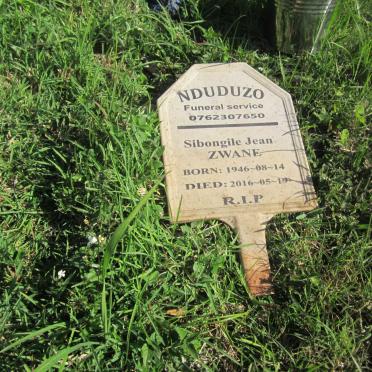 NDUDUZO
Funeral service
0762307650
Sibongile Jean
ZWANE
BORN: 1946-08-14
DIED: 2016-05-19
R.I.P